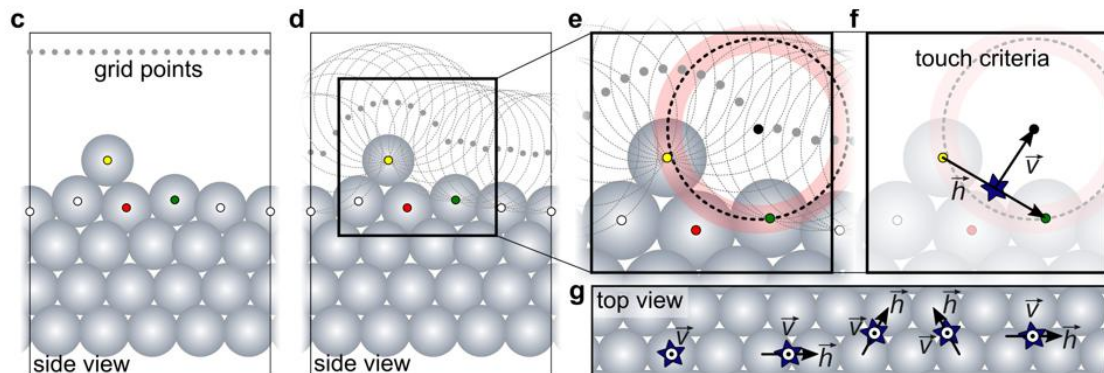 c
d
e
f
grid points
touch criteria
v
h
side view
side view
g
top view
v
v
h
v
h
h
v
v
h